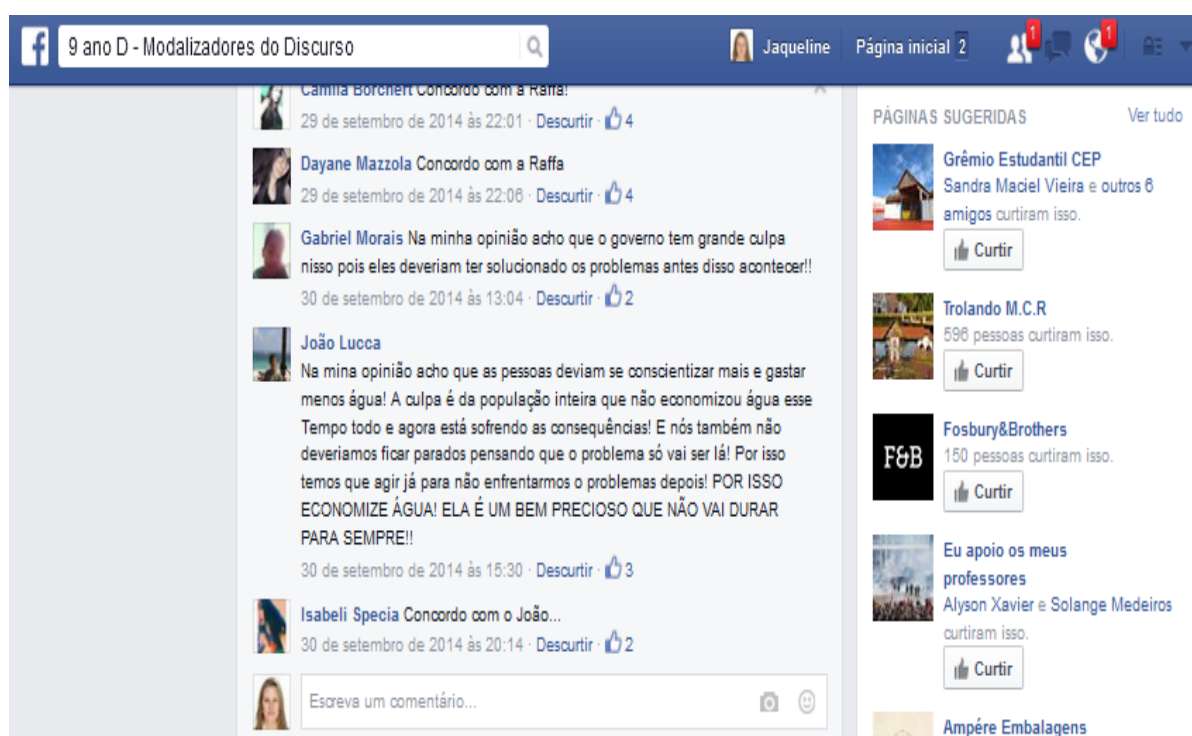 9 ano D - Modalizadores do Discurso
Jaqueline
Página inicial 2
1
1
Camila Borchert Concordo com a Raffa!
29 de setembro de 2014 às 22:01 · Descurtir · 4
Dayane Mazzola Concordo com a Raffa
29 de setembro de 2014 às 22:06 · Descurtir · 4
Gabriel Morais Na minha opinião acho que o governo tem grande culpa
nisso pois eles deveriam ter solucionado os problemas antes disso acontecer!!
30 de setembro de 2014 às 13:04 · Descurtir · 2
João Lucca
Na mina opinião acho que as pessoas deviam se conscientizar mais e gastar
menos água! A culpa é da população inteira que não economizou água esse
Tempo todo e agora está sofrendo as consequências! E nós também não
deveriamos ficar parados pensando que o problema só vai ser lá! Por isso
temos que agir já para não enfrentarmos o problemas depois! POR ISSO
ECONOMIZE ÁGUA! ELA É UM BEM PRECIOSO QUE NÃO VAI DURAR
PARA SEMPRE!!
30 de setembro de 2014 às 15:30 · Descurtir · 3
Isabeli Specia Concordo com o João...
30 de setembro de 2014 às 20:14 · Descurtir · 2
Escreva um comentário...
PÁGINAS SUGERIDAS
Ver tudo
Grêmio Estudantil CEP
Sandra Maciel Vieira e outros 6
amigos curtiram isso.
Curtir
Trolando M.C.R
596 pessoas curtiram isso.
Curtir
F&B
Fosbury&Brothers
150 pessoas curtiram isso.
Curtir
Eu apoio os meus
professores
Alyson Xavier e Solange Medeiros
curtiram isso.
Curtir
Ampére Embalagens